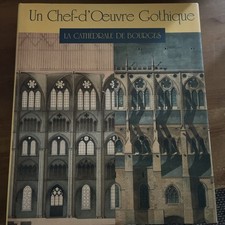 Un Chef-d'Œuvre Gothique
LA CATHÉDRALE DE BOURGES